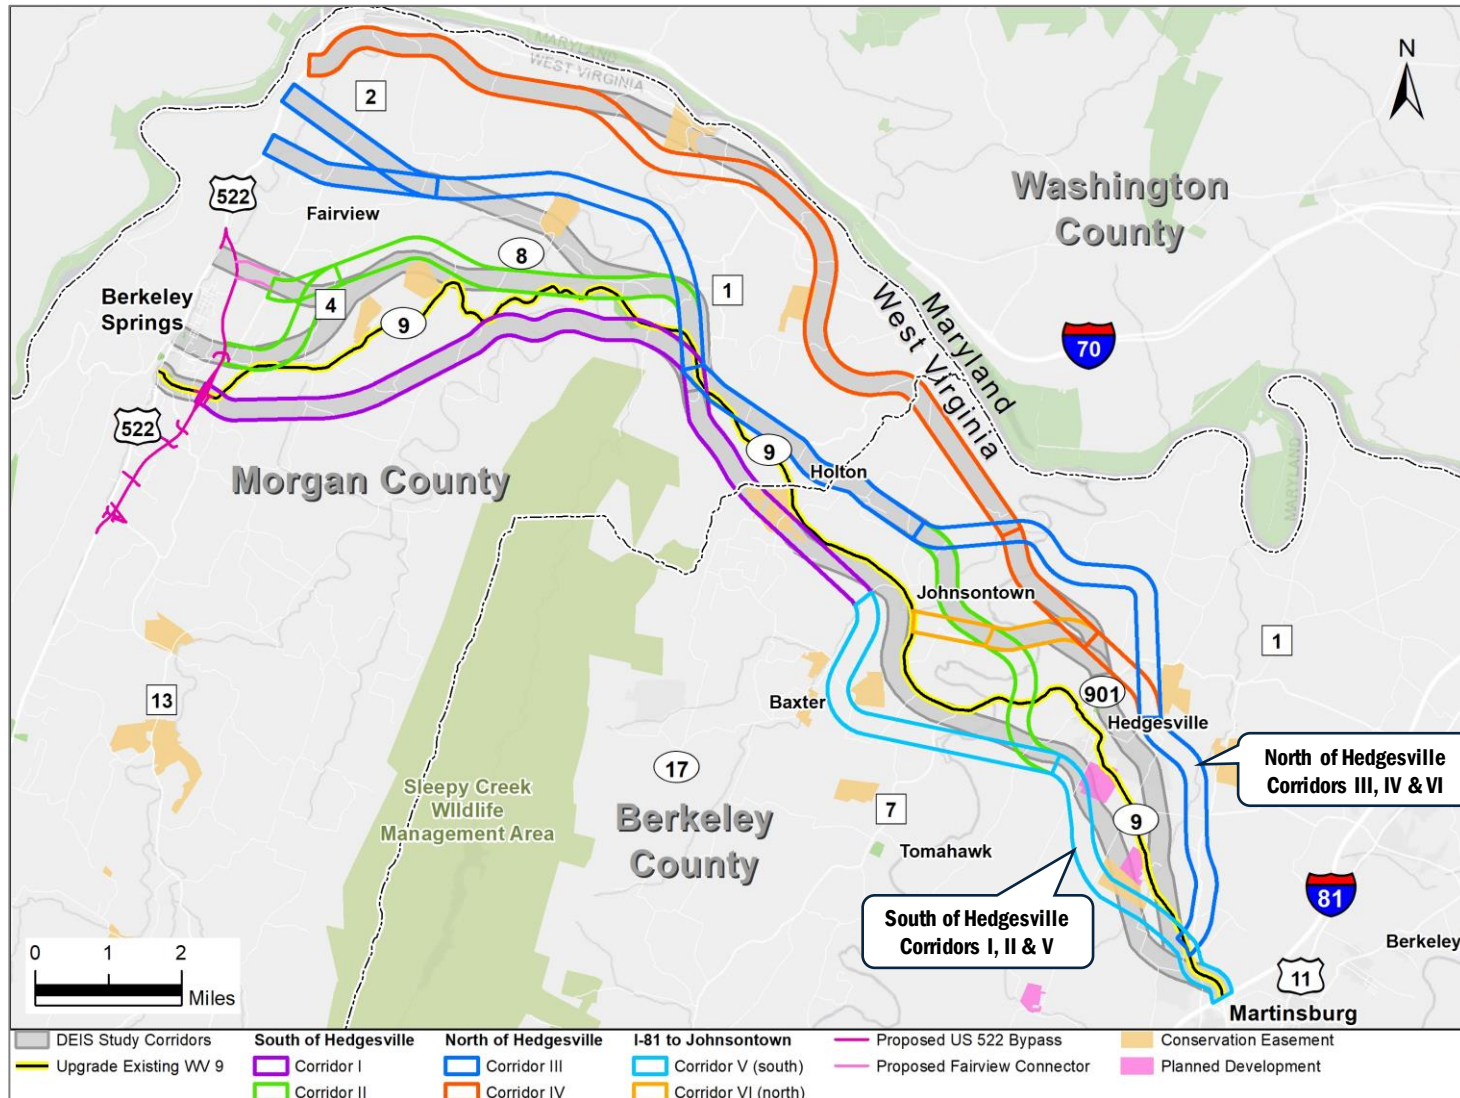 MARYLAND
WEST VIRGINIA
N
2
522
Fairview
Washington
County
8
1
Berkeley
Springs
4
9
Maryland
West Virginia
70
522
9
Holton
Morgan County
MARYLAND
Johnsontown
1
13
Baxter
901
Hedgesville
North of Hedgesville
Corridors III, IV & VI
17
Sleepy Creek
WIldlife
Management Area
Berkeley
County
7
9
Tomahawk
South of Hedgesville
Corridors I, II & V
81
Berkeley
11
Martinsburg
0 1 2
Miles
DEIS Study Corridors
Upgrade Existing WV 9
South of Hedgesville
Corridor I
Corridor II
North of Hedgesville
Corridor III
Corridor IV
I-81 to Johnsontown
Corridor V (south)
Corridor VI (north)
Proposed US 522 Bypass
Proposed Fairview Connector
Conservation Easement
Planned Development